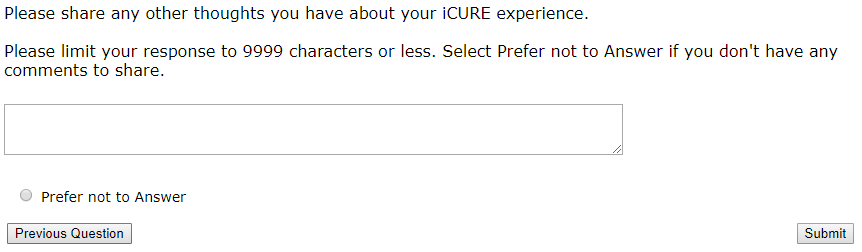 Please share any other thoughts you have about your iCURE experience.
Please limit your response to 9999 characters or less. Select Prefer not to Answer if you don't have any
comments to share.
Prefer not to Answer
Previous Question
Submit